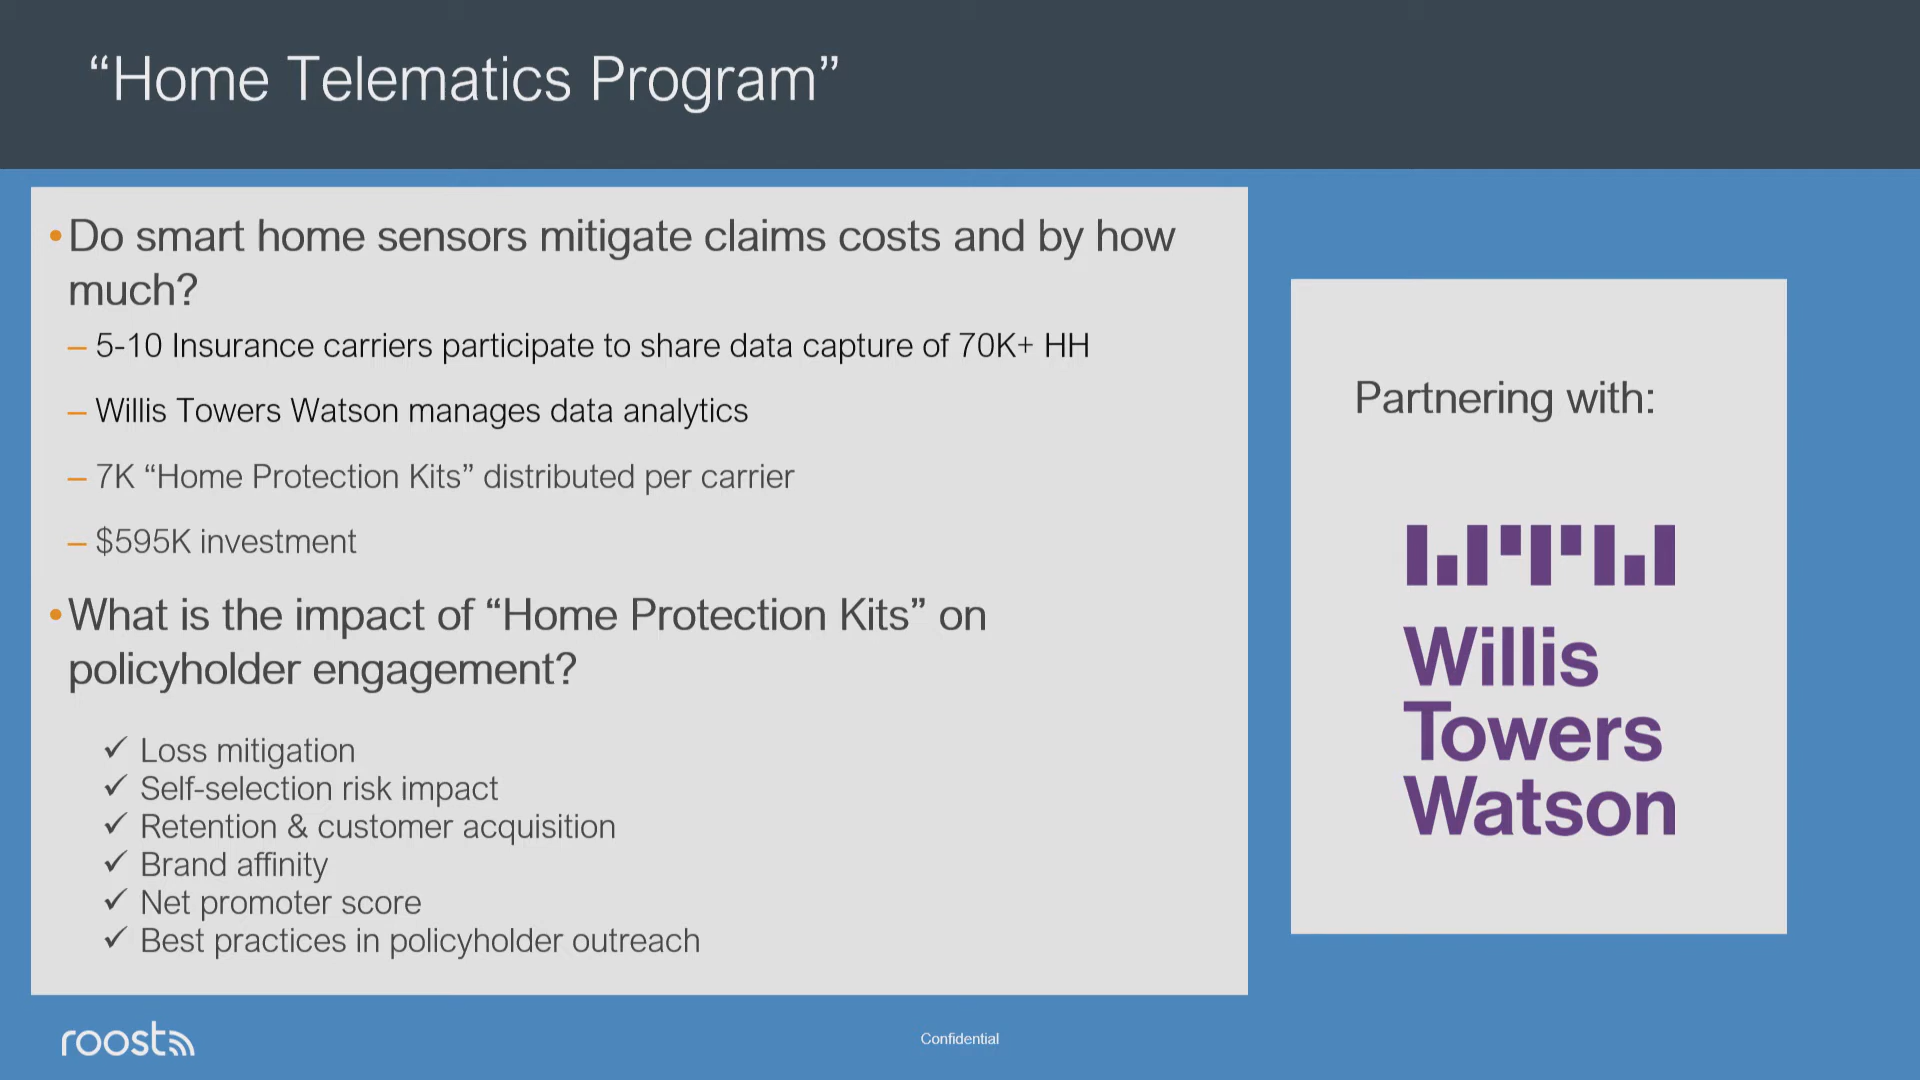 “Home Telematics Program”
•Do smart home sensors mitigate claims costs and by how
much?
– 5-10 Insurance carriers participate to share data capture of 70K+ HH
– Willis Towers Watson manages data analytics
– 7K “Home Protection Kits” distributed per carrier
– $595K investment
•What is the impact of “Home Protection Kits” on
policyholder engagement?
✓ Loss mitigation
✓ Self-selection risk impact
✓ Retention & customer acquisition
✓ Brand affinity
✓ Net promoter score
✓ Best practices in policyholder outreach
Partnering with:
Willis
Towers
Watson
roost
Confidential